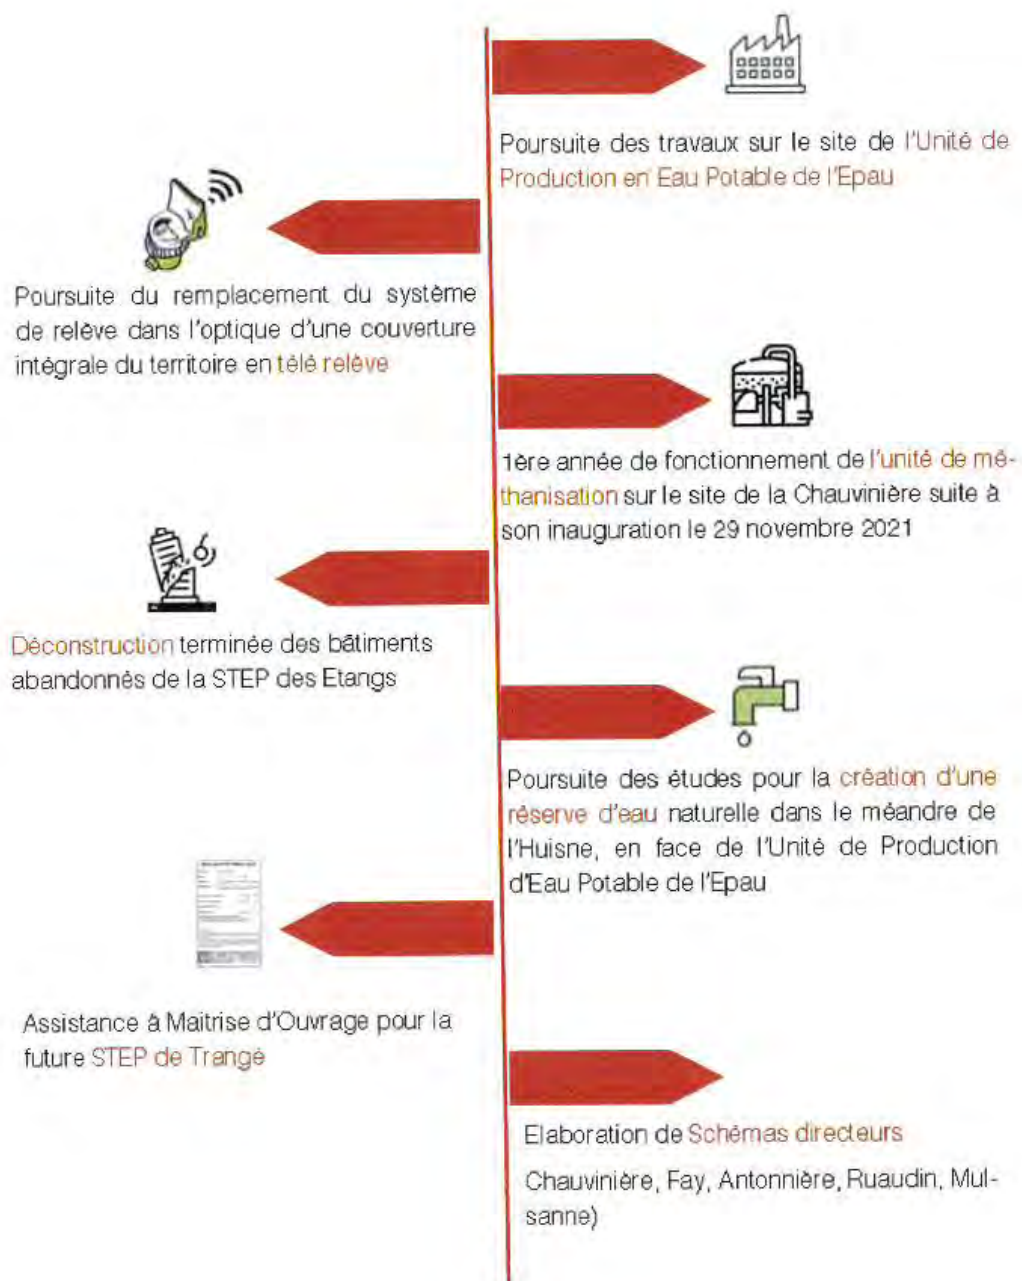 Poursuite des travaux sur le site de l'Unité de
Production en Eau Potable de l'Epau
Poursuite du remplacement du système
de relève dans l'optique d'une couverture
intégrale du territoire en télé relève
1ère année de fonctionnement de l'unité de mé-
thanisation sur le site de la Chauvinière suite à
son inauguration le 29 novembre 2021
Déconstruction terminée des bâtiments
abandonnés de la STEP des Etangs
Poursuite des études pour la création d'une
réserve d'eau naturelle dans le méandre de
l'Huisne, en face de l'Unité de Production
d'Eau Potable de l'Epau
Assistance à Maitrise d'Ouvrage pour la
future STEP de Trangé
Elaboration de Schémas directeurs
Chauvinière, Fay, Antonnière, Ruaudin, Mul-
sanne)